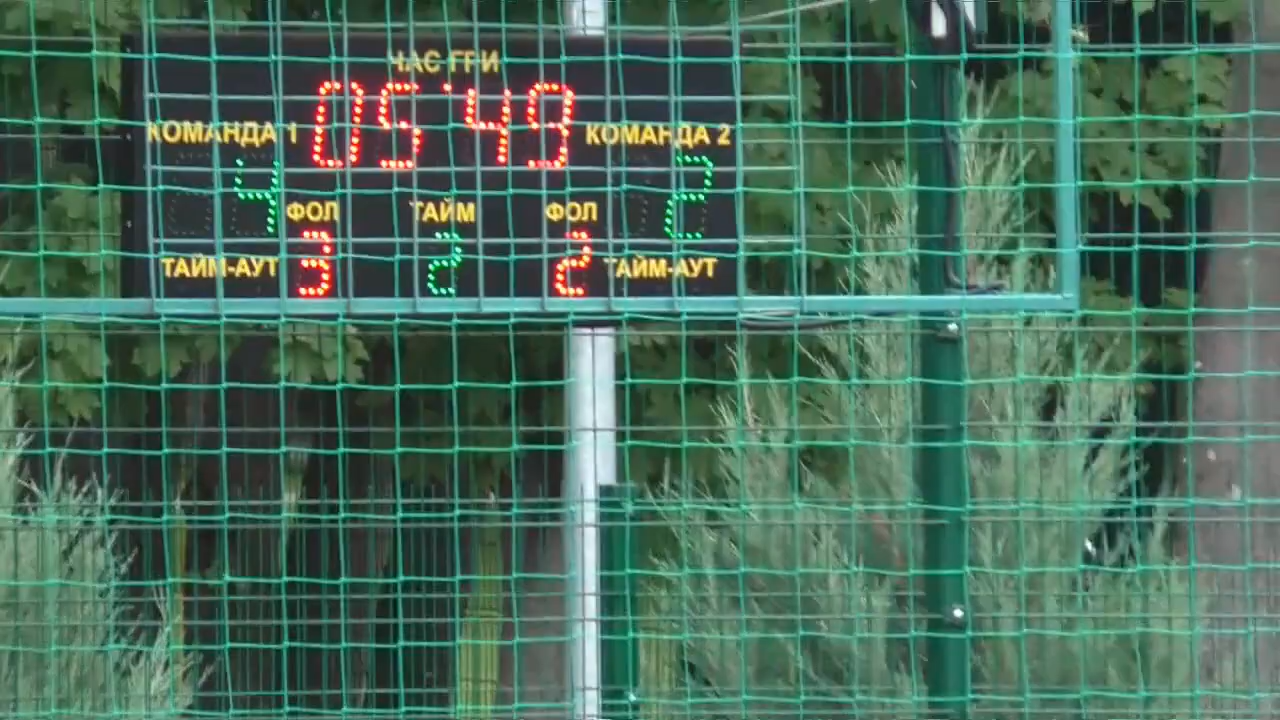 ЧАС ГРИ
КОМАНДА 1 05:49 КОМАНДА 2
4 2
ФОЛ ТАЙМ ФОЛ
ТАЙМ-АУТ 3 2 2 ТАЙМ-АУТ